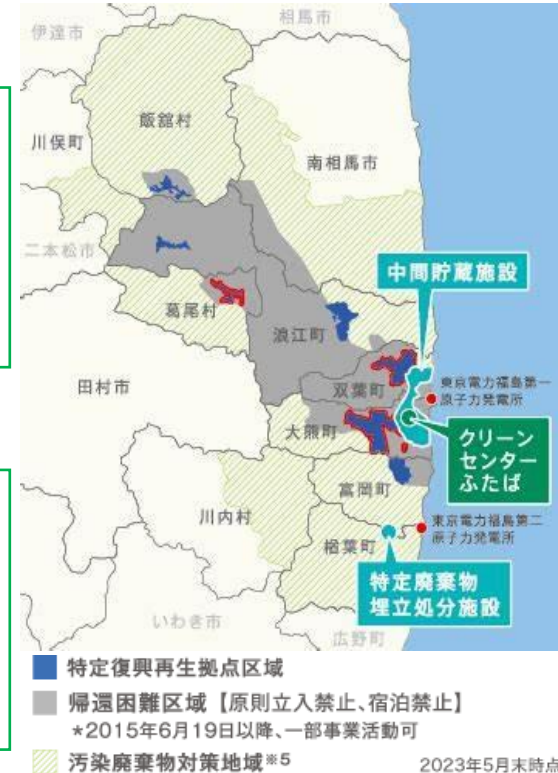 相馬市
伊達市
飯舘村
川俣町
南相馬市
二本松市
中間貯蔵施設
葛尾村
浪江町
田村市
双葉町
東京電力福島第一
原子力発電所
大熊町
クリーン
センター
ふたば
富岡町
川内村
東京電力福島第二
原子力発電所
楢葉町
特定廃棄物
埋立処分施設
いわき市
広野町
特定復興再生拠点区域
帰還困難区域【原則立入禁止、宿泊禁止】
*2015年6月19日以降、一部事業活動可
汚染廃棄物対策地域※5
2023年5月末時点